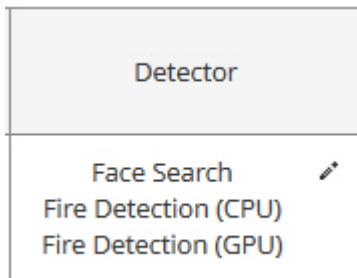 Detector
Face Search
Fire Detection (CPU)
Fire Detection (GPU)